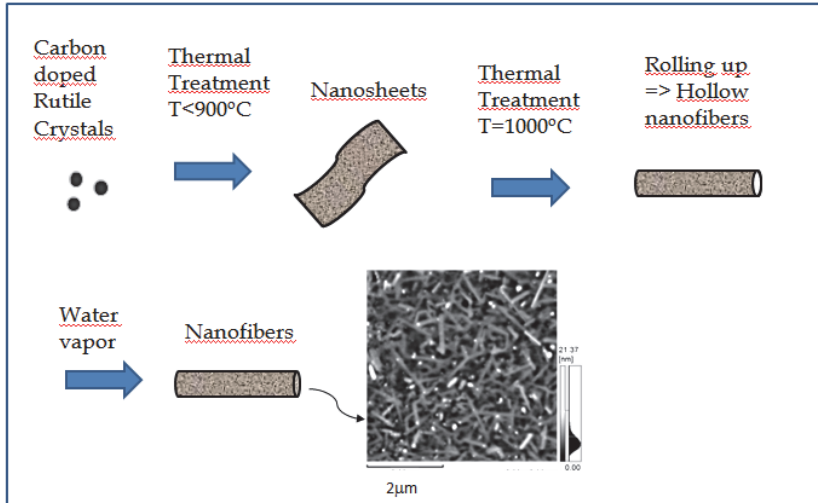 Carbon
doped
Rutile
Crystals
Thermal
Treatment
T<900°C
Nanosheets
Thermal
Treatment
T=1000°C
Rolling up
=> Hollow
nanofibers
Water
vapor
Nanofibers
21 37
[nm]
0.00
2μm